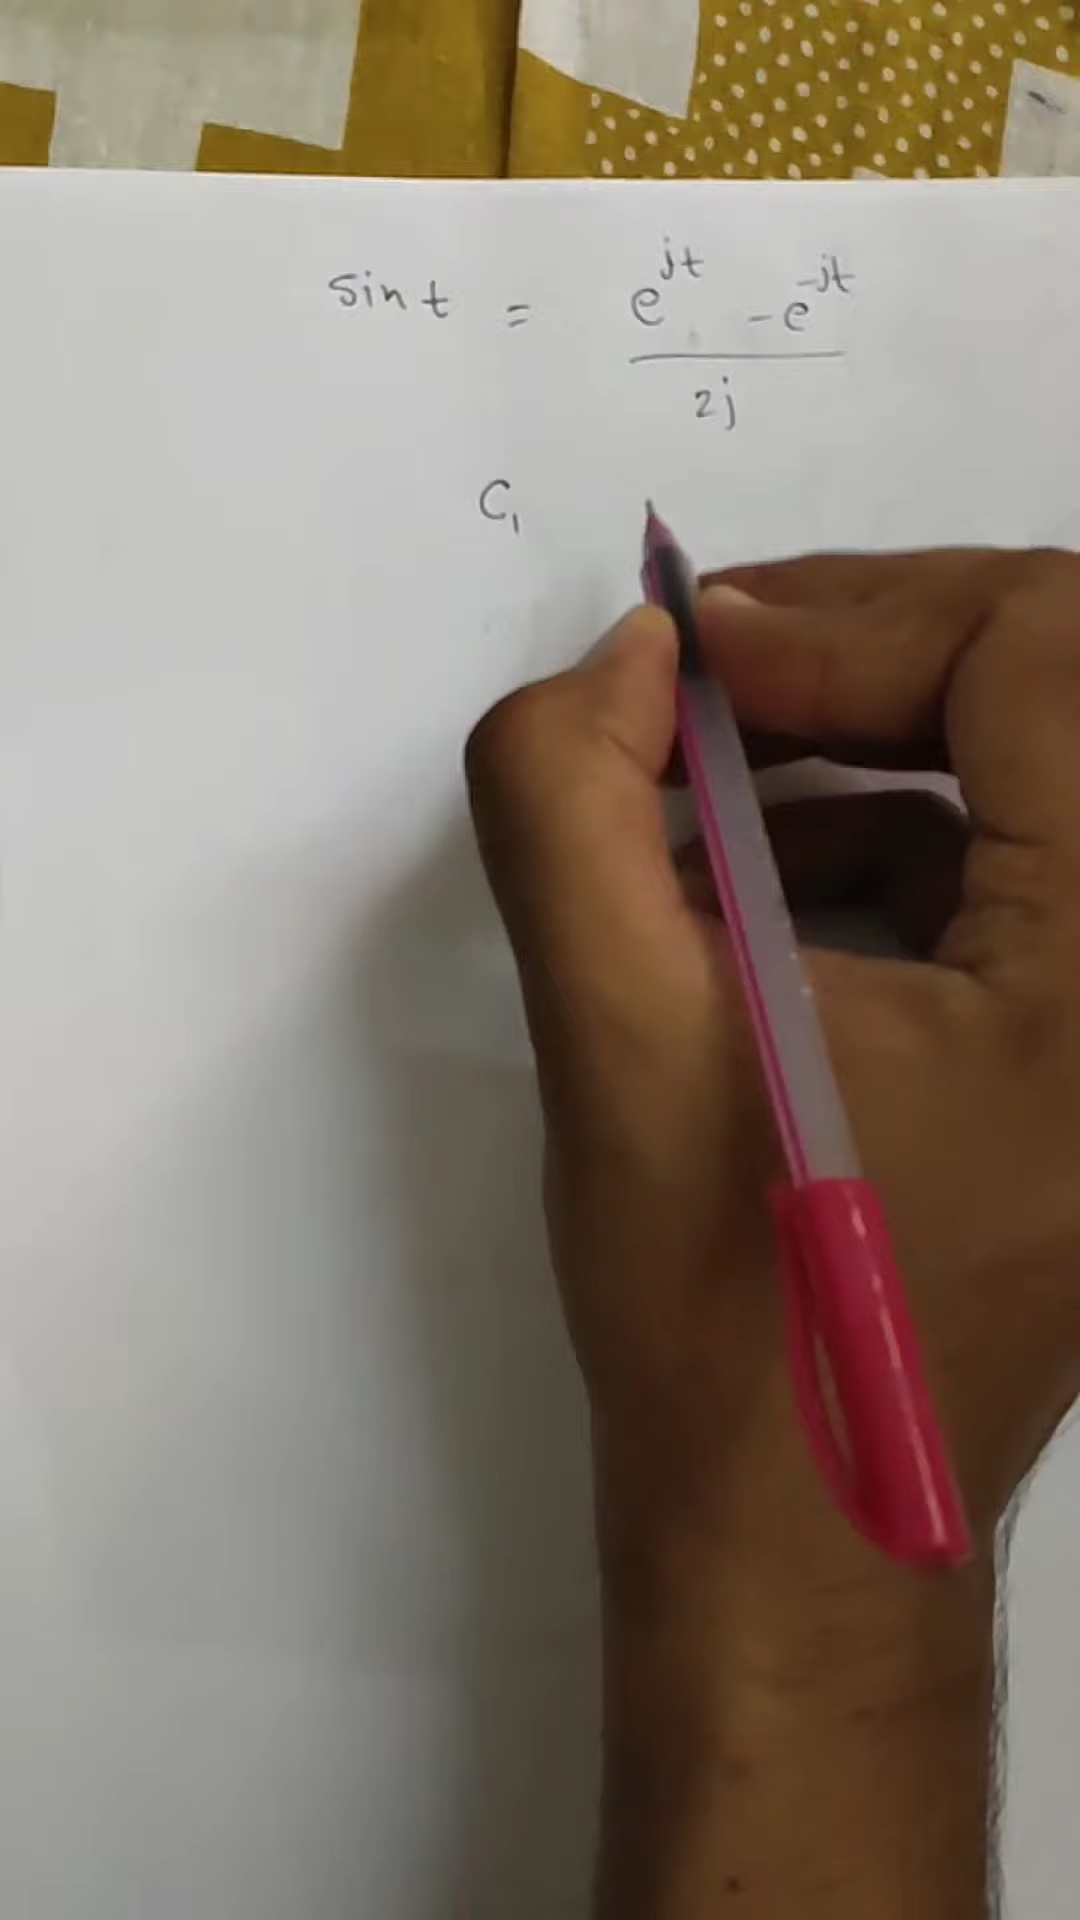 sin t = e^{jt} - e^{-jt} / 2j
C₁